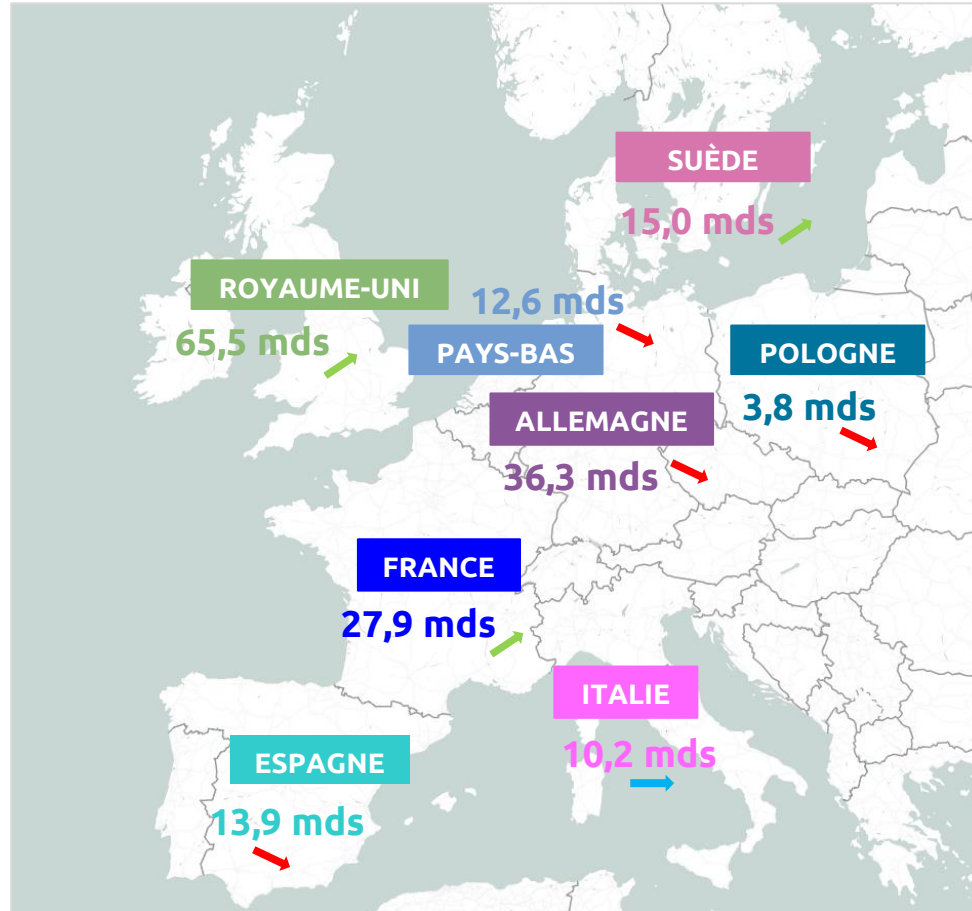 SUÈDE
15,0 mds
ROYAUME-UNI
65,5 mds
12,6 mds
PAYS-BAS
POLOGNE
3,8 mds
ALLEMAGNE
36,3 mds
FRANCE
27,9 mds
ITALIE
10,2 mds
ESPAGNE
13,9 mds